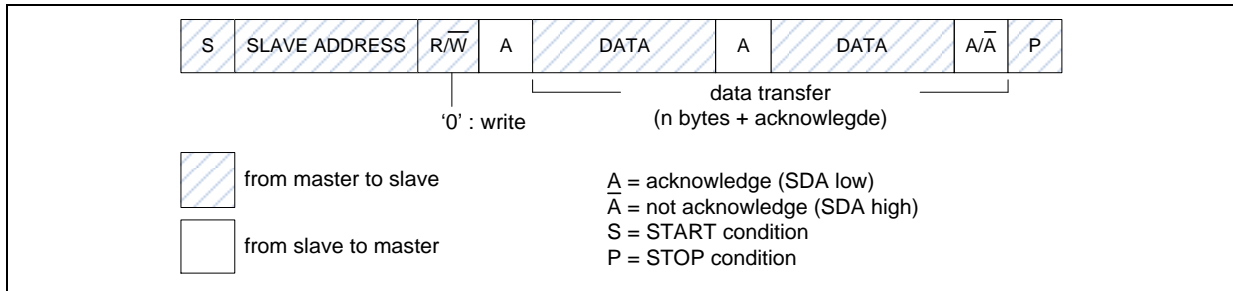 S SLAVE ADDRESS R/W̅ A DATA A DATA A/A̅ P
data transfer
(n bytes + acknowlegde)
‘0’ : write
from master to slave
from slave to master
A = acknowledge (SDA low)
A̅ = not acknowledge (SDA high)
S = START condition
P = STOP condition